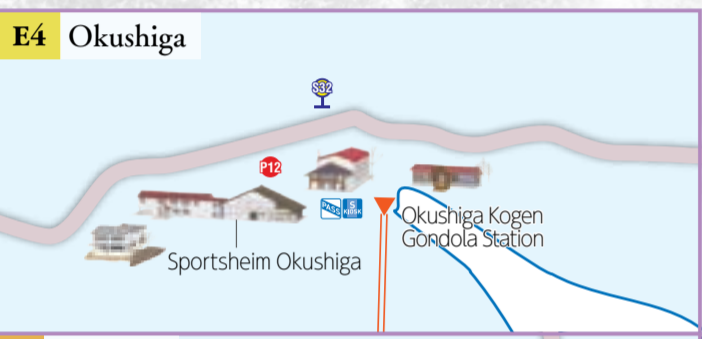 E4 Okushiga
S32
P12
PASS
S
KIOSK
Okushiga Kogen
Gondola Station
Sportsheim Okushiga